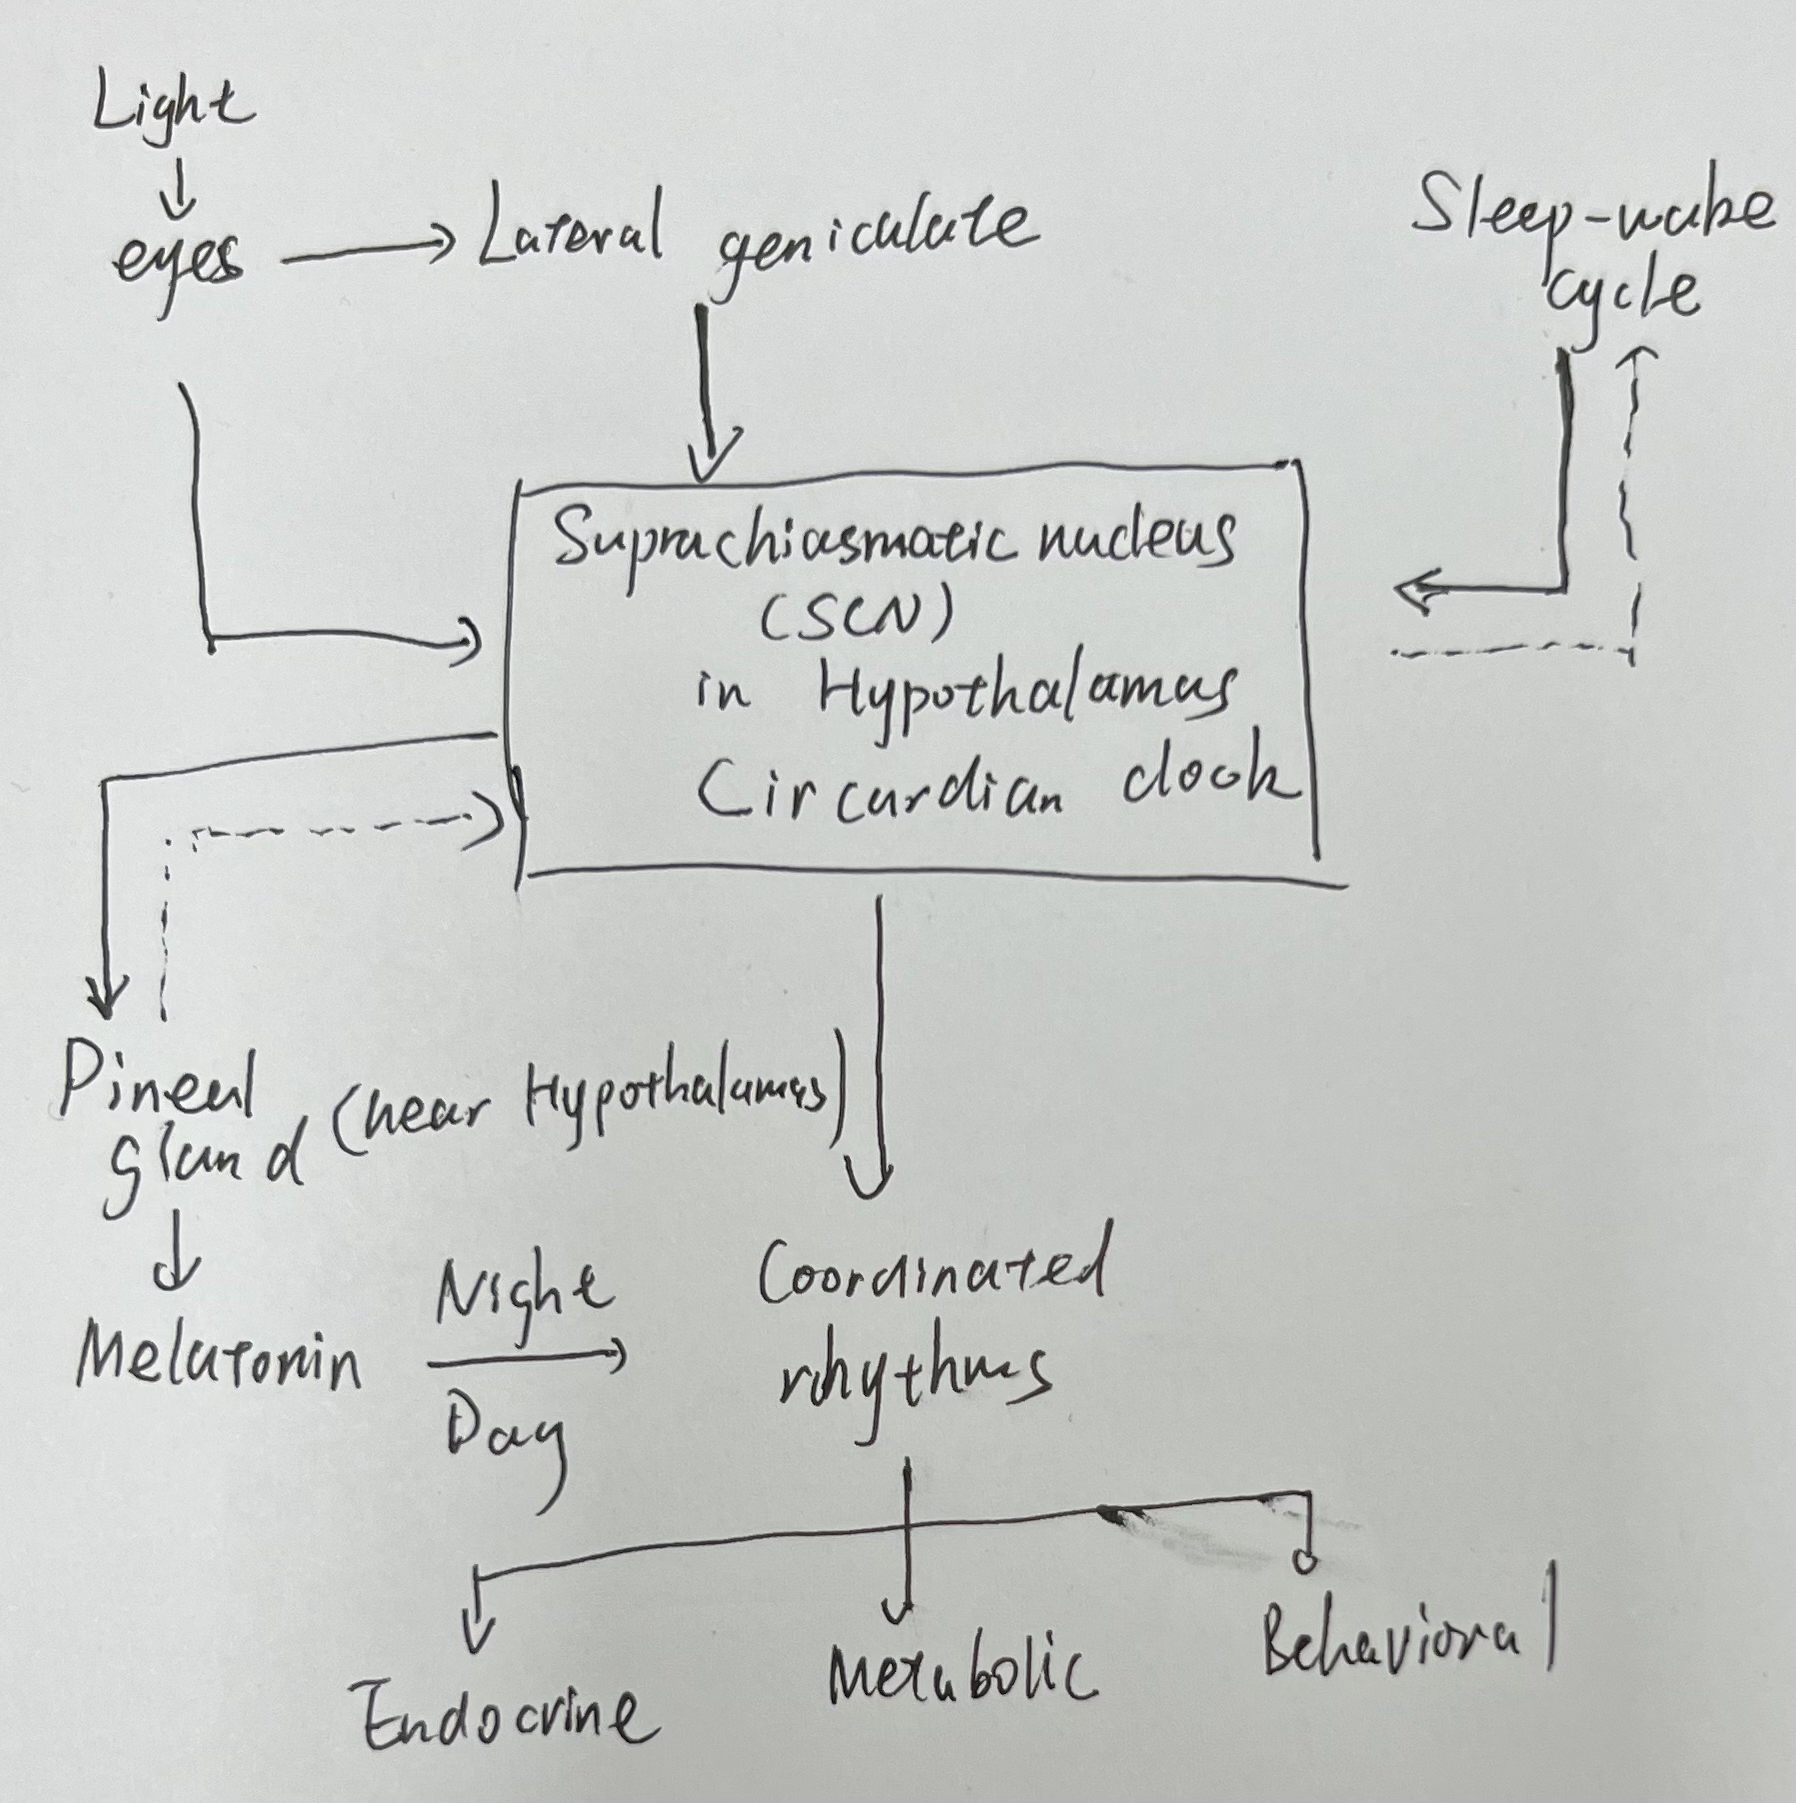 Light
eyes
Lateral geniculate
Sleep-wake
cycle
Suprachiasmatic nucleus
(SCN)
in Hypothalamus
Circardian clock
Pineal
gland
(near Hypothalamus)
Melatonin
Night
Day
Coordinated
rhythms
Endocrine
Metabolic
Behavioral